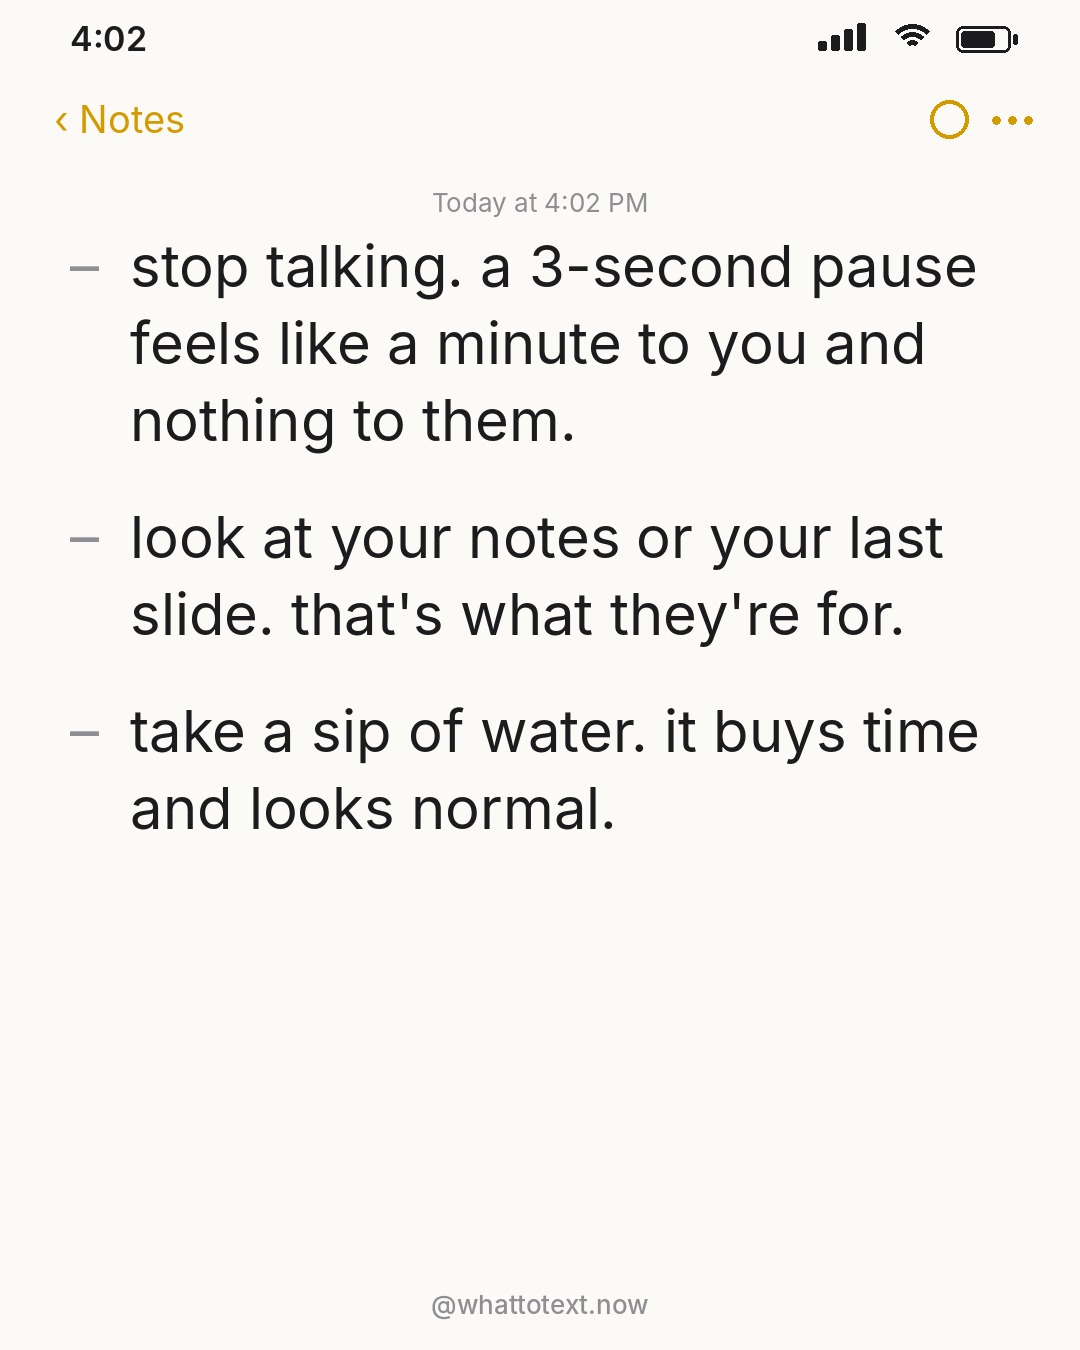 4:02
‹ Notes
Today at 4:02 PM
– stop talking. a 3-second pause
feels like a minute to you and
nothing to them.
– look at your notes or your last
slide. that's what they're for.
– take a sip of water. it buys time
and looks normal.
@whattotext.now